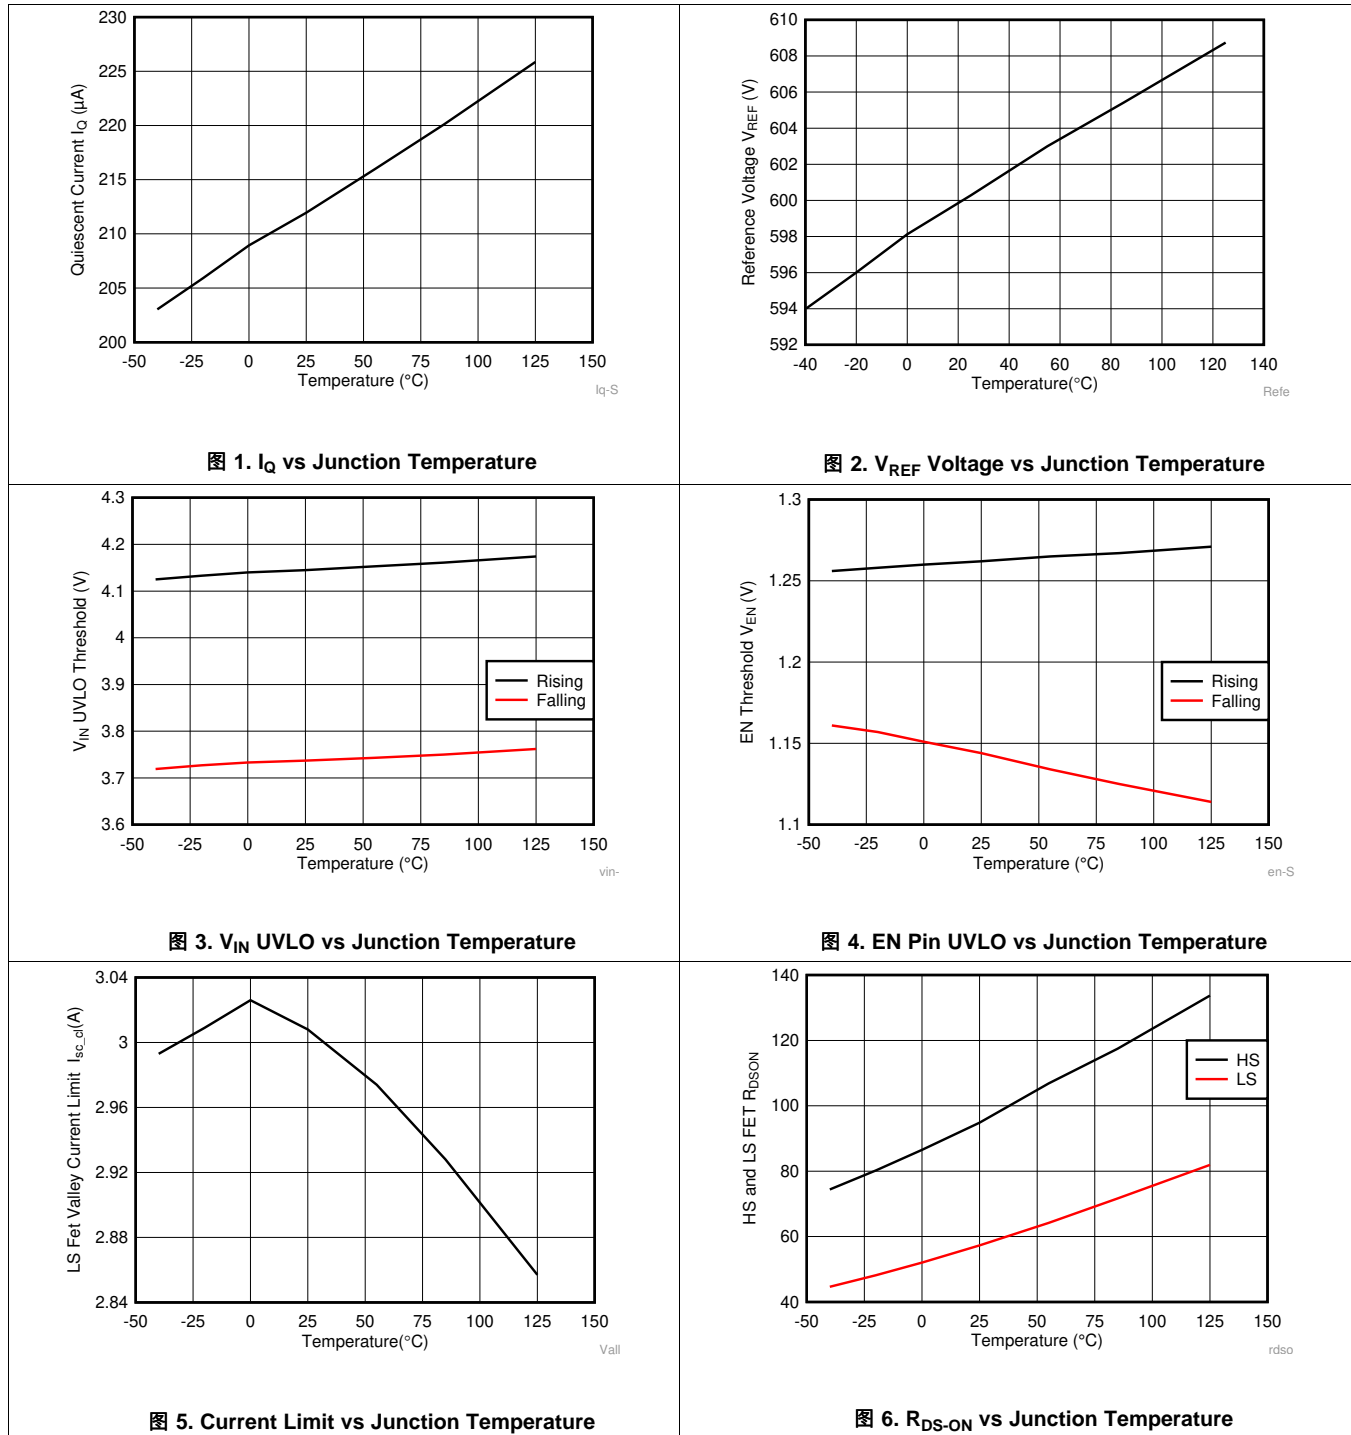 230
225
220
215
210
205
200
-50 -25 0 25 50 75 100 125 150
Quiescent Current IQ (µA)
Temperature (°C)
Iq-S
图 1. IQ vs Junction Temperature
610
608
606
604
602
600
598
596
594
592
-40 -20 0 20 40 60 80 100 120 140
Reference Voltage VREF (V)
Temperature(°C)
Refe
图 2. VREF Voltage vs Junction Temperature
4.3
4.2
4.1
4
3.9
3.8
3.7
3.6
-50 -25 0 25 50 75 100 125 150
VIN UVLO Threshold (V)
Rising
Falling
Temperature (°C)
vin-
图 3. VIN UVLO vs Junction Temperature
1.3
1.25
1.2
1.15
1.1
-50 -25 0 25 50 75 100 125 150
EN Threshold VEN (V)
Rising
Falling
Temperature (°C)
en-S
图 4. EN Pin UVLO vs Junction Temperature
3.04
3
2.96
2.92
2.88
2.84
-50 -25 0 25 50 75 100 125 150
LS Fet Valley Current Limit Isc_cl(A)
Temperature(°C)
Vall
图 5. Current Limit vs Junction Temperature
140
120
100
80
60
40
-50 -25 0 25 50 75 100 125 150
HS and LS FET RDSON
HS
LS
Temperature (°C)
rdso
图 6. RDS-ON vs Junction Temperature